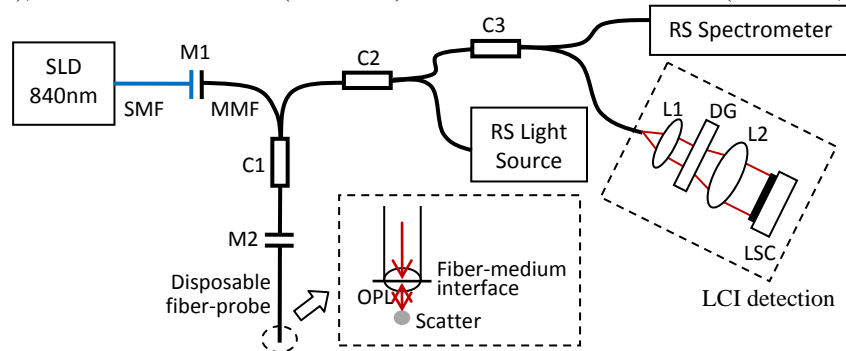 SLD
840nm
SMF
M1
MMF
C1
M2
C2
C3
RS Spectrometer
RS Light
Source
L1
DG
L2
LSC
LCI detection
Disposable
fiber-probe
OPL
Fiber-medium
interface
Scatter